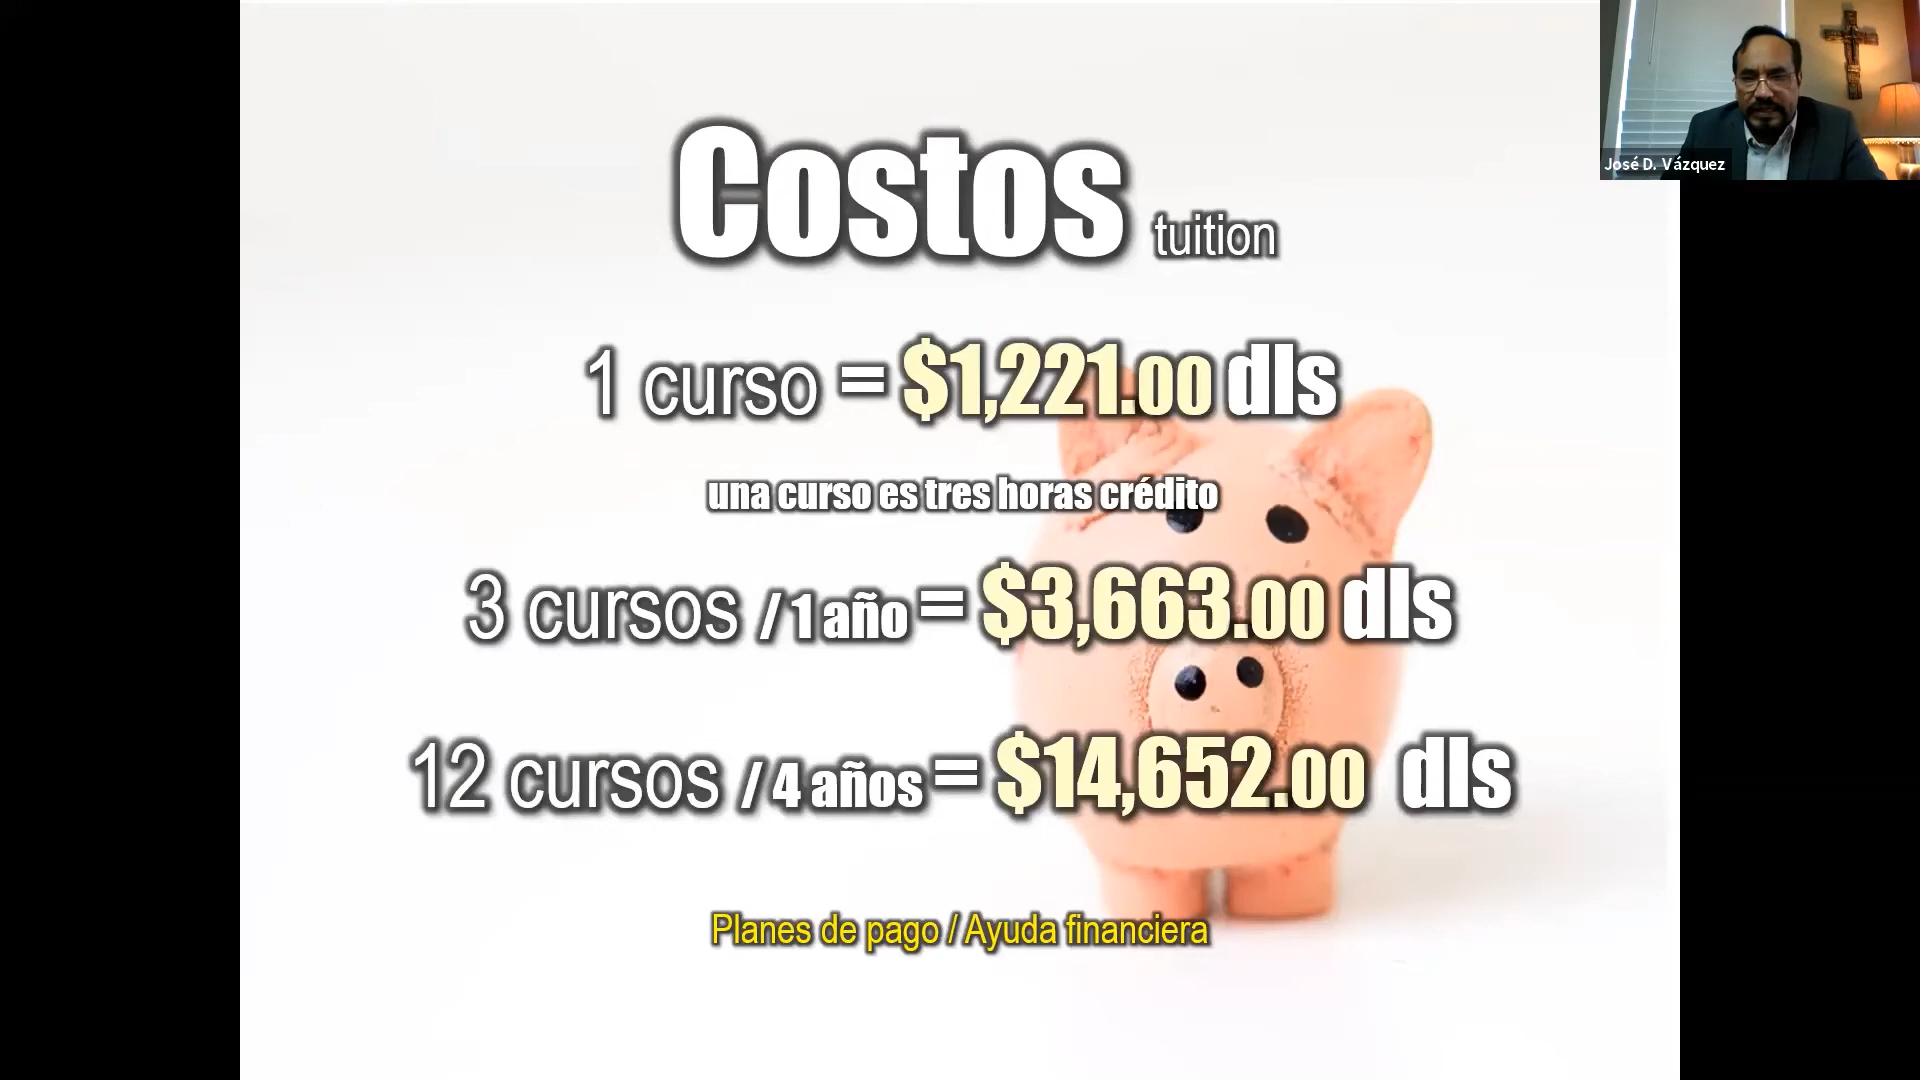 Costos tuition
José D. Vázquez
1 curso = $1,221.00 dls
una curso es tres horas crédito
3 cursos / 1 año = $3,663.00 dls
12 cursos / 4 años = $14,652.00 dls
Planes de pago / Ayuda financiera